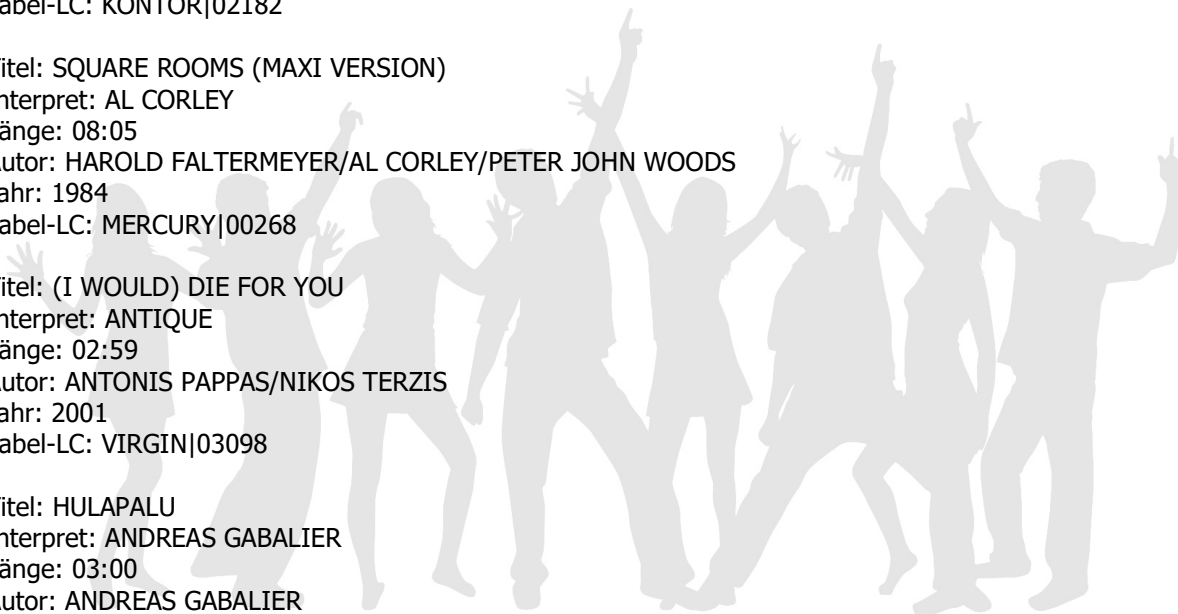 abel-LC: KONTOR|02182
itel: SQUARE ROOMS (MAXI VERSION)
nterpret: AL CORLEY
änge: 08:05
utor: HAROLD FALTERMEYER/AL CORLEY/PETER JOHN WOODS
ahr: 1984
abel-LC: MERCURY|00268
itel: (I WOULD) DIE FOR YOU
nterpret: ANTIQUE
änge: 02:59
utor: ANTONIS PAPPAS/NIKOS TERZIS
ahr: 2001
abel-LC: VIRGIN|03098
itel: HULAPALU
nterpret: ANDREAS GABALIER
änge: 03:00
utor: ANDREAS GABALIER